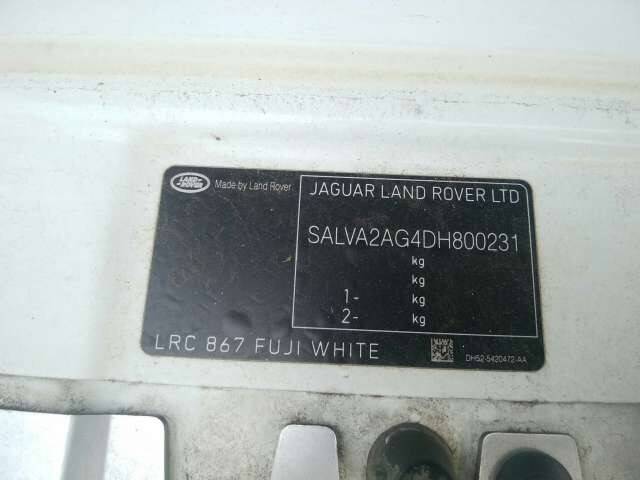 LAND ROVER
Made by Land Rover
JAGUAR LAND ROVER LTD
SALVA2AG4DH800231
kg
kg
1- kg
2- kg
LRC 867 FUJI WHITE
DH52-5420472-AA